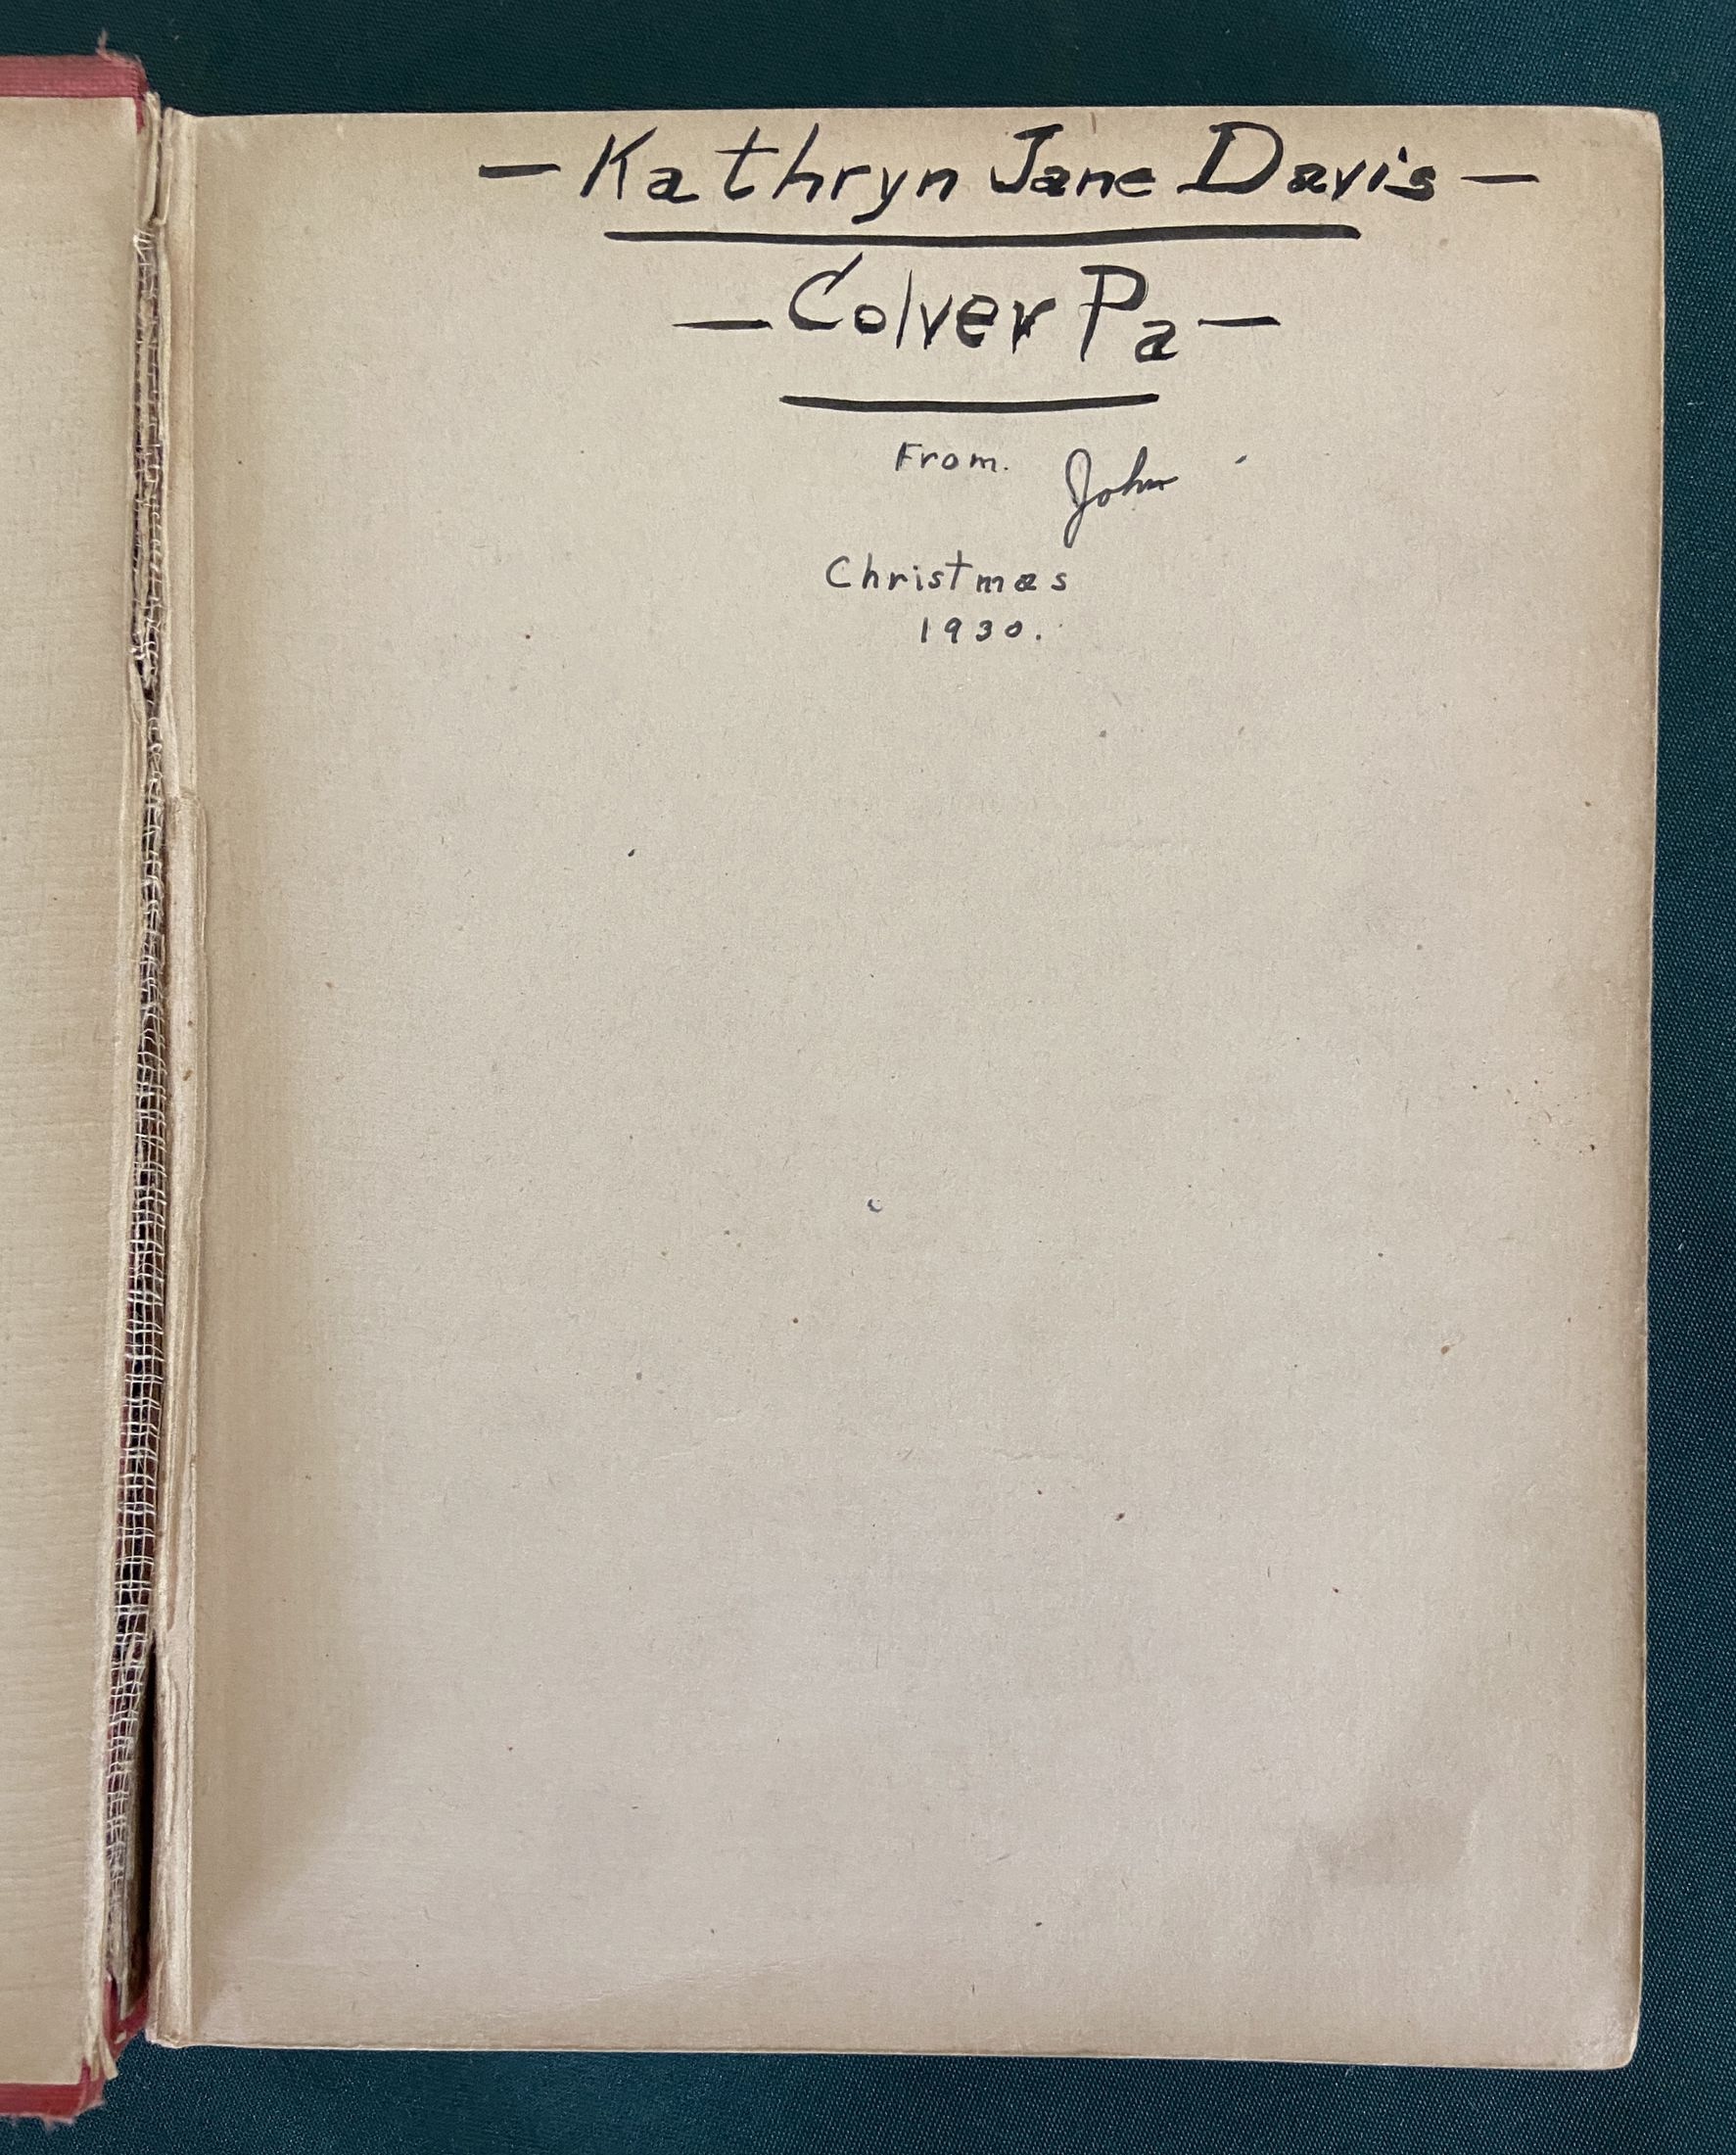 — Kathryn Jane Davis —
— Colver Pa —
From. John
Christmas
1930.